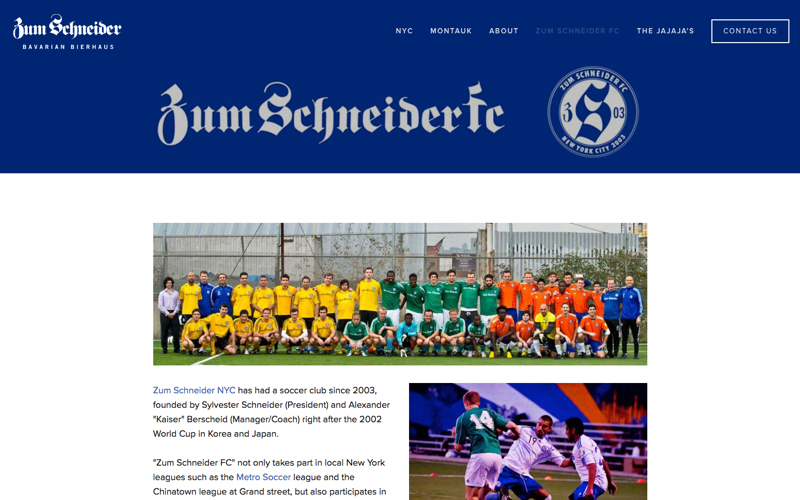 Zum Schneider
BAVARIAN BIERHAUS
NYC
MONTAUK
ABOUT
ZUM SCHNEIDER FC
THE JAJAJA'S
CONTACT US
Zum Schneider fc
ZUM SCHNEIDER FC
3 S 03
NEW YORK CITY 2003
Zum Schneider NYC has had a soccer club since 2003,
founded by Sylvester Schneider (President) and Alexander
"Kaiser" Berscheid (Manager/Coach) right after the 2002
World Cup in Korea and Japan.
"Zum Schneider FC" not only takes part in local New York
leagues such as the Metro Soccer league and the
Chinatown league at Grand street, but also participates in
14